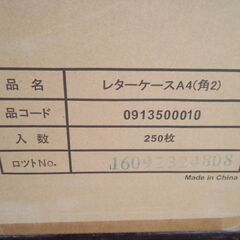 品 名 レターケースA4(角2)
品コード 0913500010
入 数 250枚
ロットNo. 16092324808
Made in China